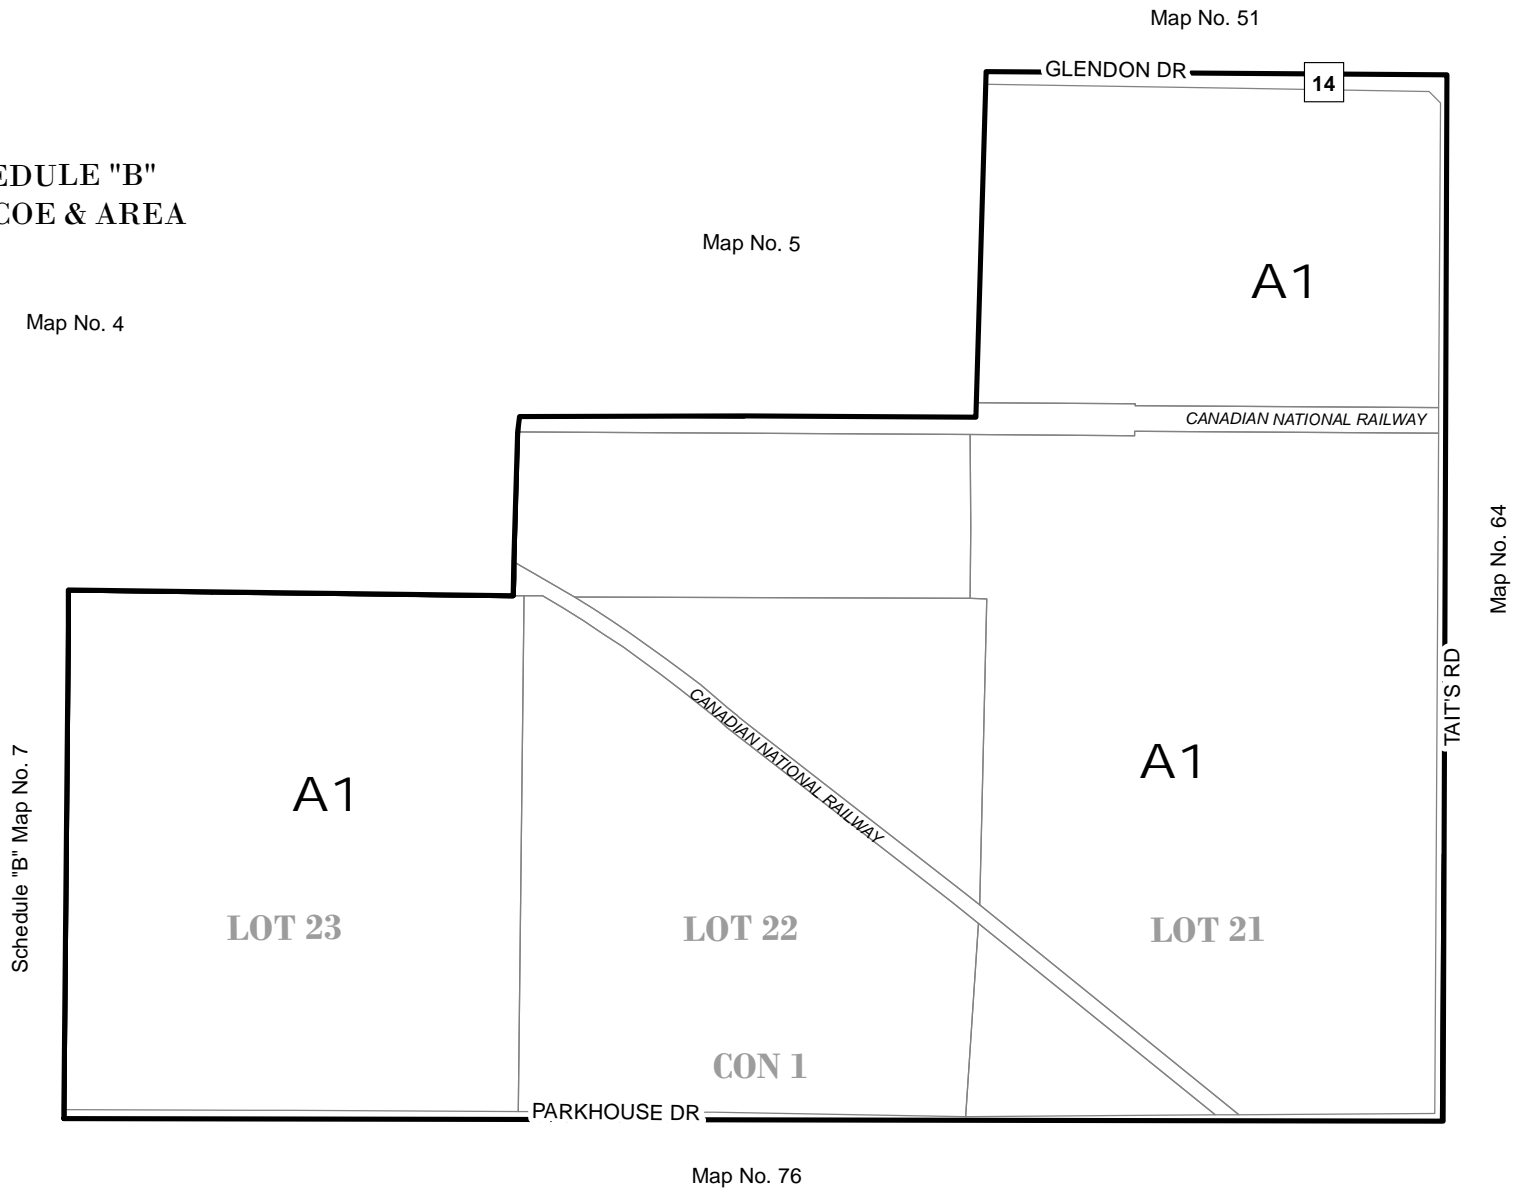 Map No. 51
GLENDON DR
14
EDULE "B"
COE & AREA
Map No. 5
A1
Map No. 4
CANADIAN NATIONAL RAILWAY
Map No. 64
TAIT'S RD
CANADIAN NATIONAL RAILWAY
A1
A1
Schedule "B" Map No. 7
LOT 23
LOT 22
LOT 21
CON 1
PARKHOUSE DR
Map No. 76